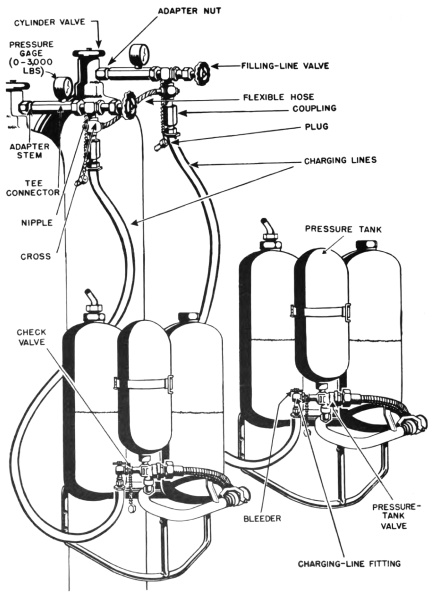 ADAPTER NUT
CYLINDER VALVE
PRESSURE
GAGE
(0-3,000
LBS)
FILLING-LINE VALVE
FLEXIBLE HOSE
COUPLING
PLUG
ADAPTER
STEM
TEE
CONNECTOR
CHARGING LINES
NIPPLE
CROSS
PRESSURE TANK
CHECK
VALVE
BLEEDER
PRESSURE-
TANK
VALVE
CHARGING-LINE FITTING